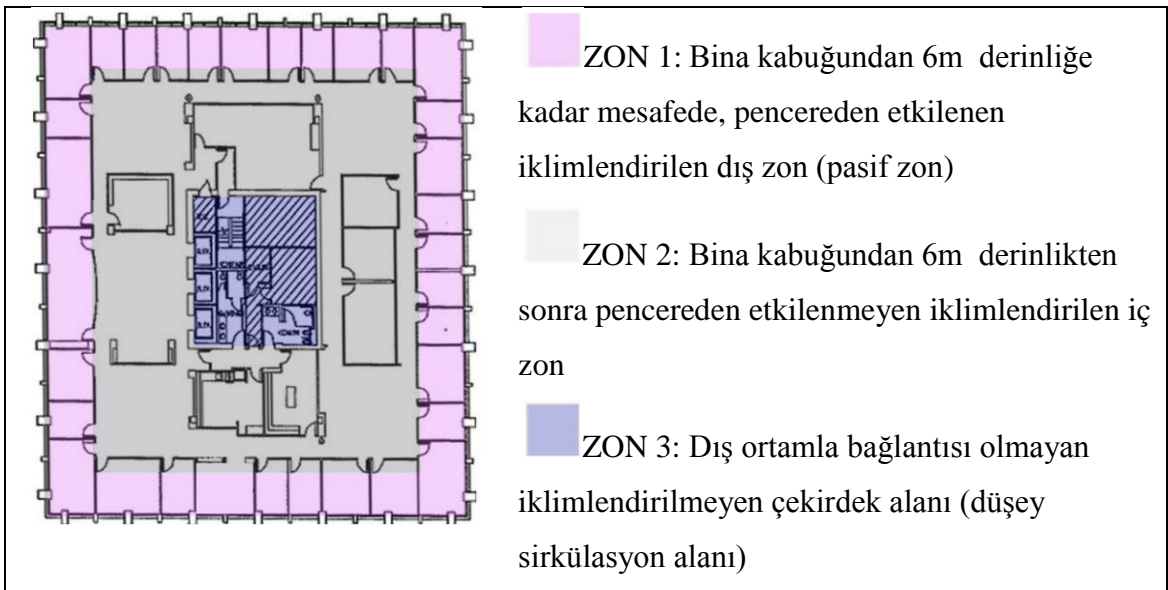 ZON 1: Bina kabuğundan 6m derinliğe
kadar mesafede, pencereden etkilenen
iklimlendirilen dış zon (pasif zon)
ZON 2: Bina kabuğundan 6m derinlikten
sonra pencereden etkilenmeyen iklimlendirilen iç
zon
ZON 3: Dış ortamla bağlantısı olmayan
iklimlendirilmeyen çekirdek alanı (düşey
sirkülasyon alanı)